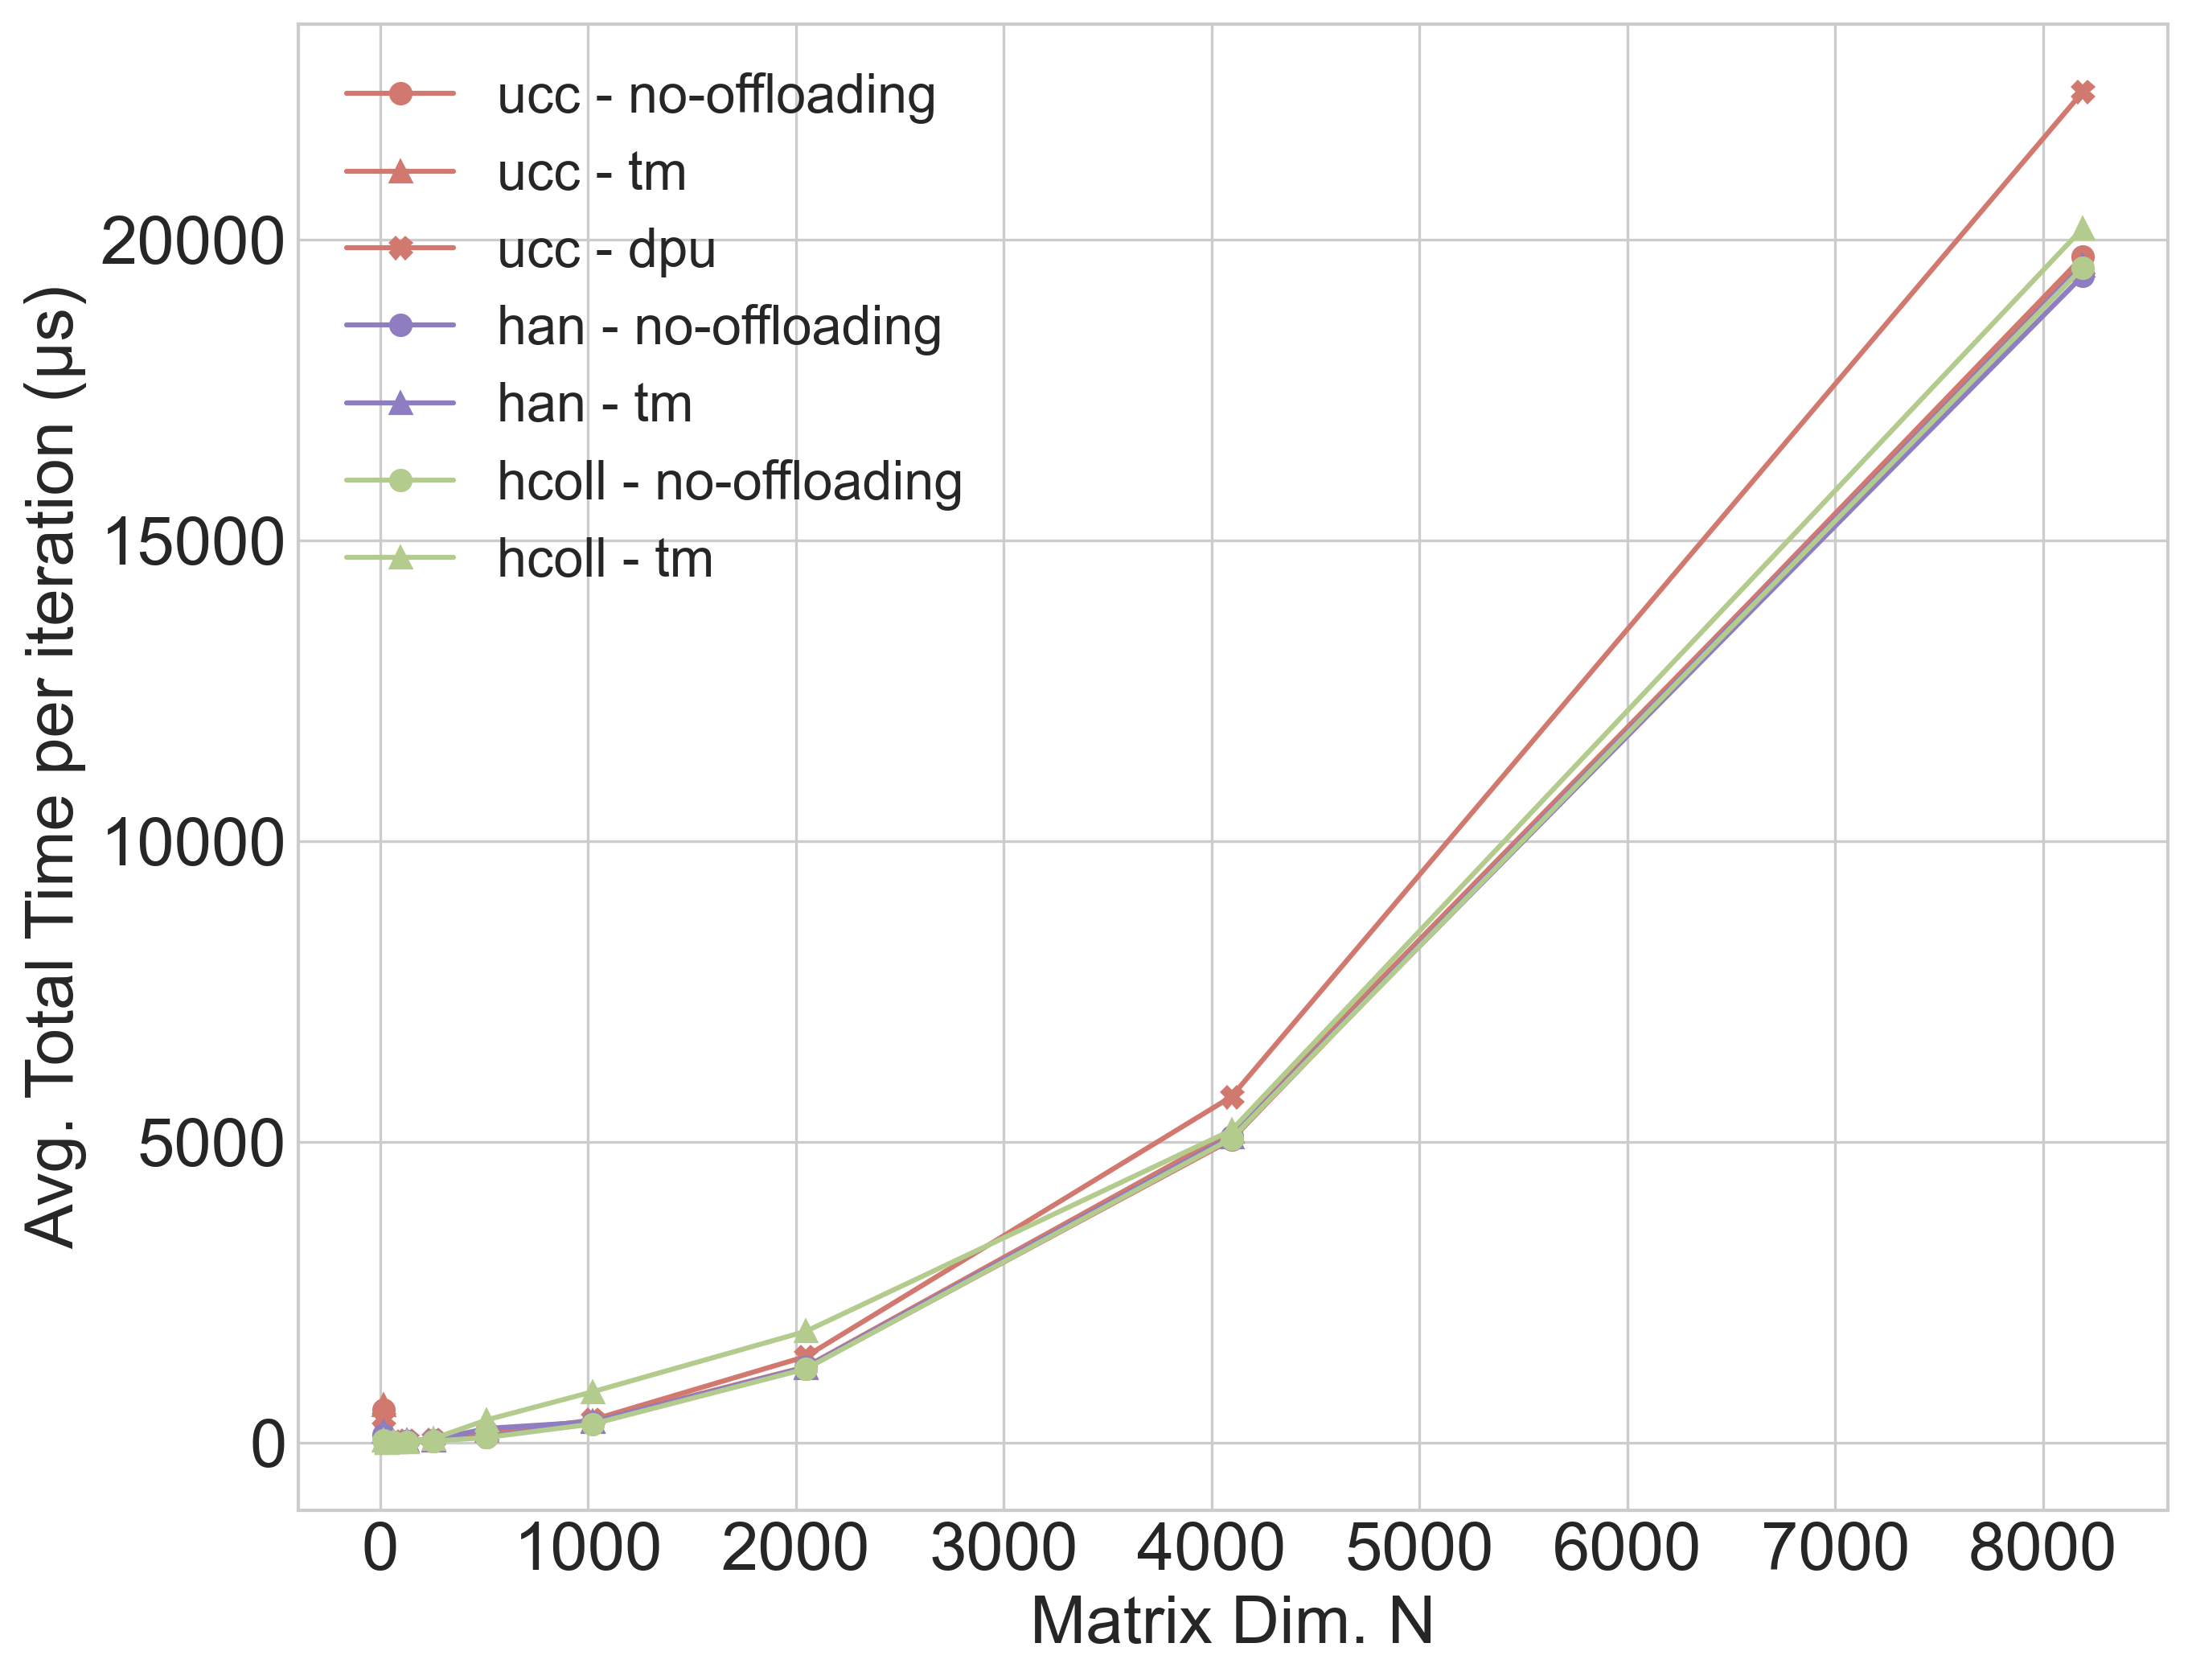 ucc - no-offloading
ucc - tm
ucc - dpu
han - no-offloading
han - tm
hcoll - no-offloading
hcoll - tm
Avg. Total Time per iteration (µs)
20000
15000
10000
5000
0
0 1000 2000 3000 4000 5000 6000 7000 8000
Matrix Dim. N